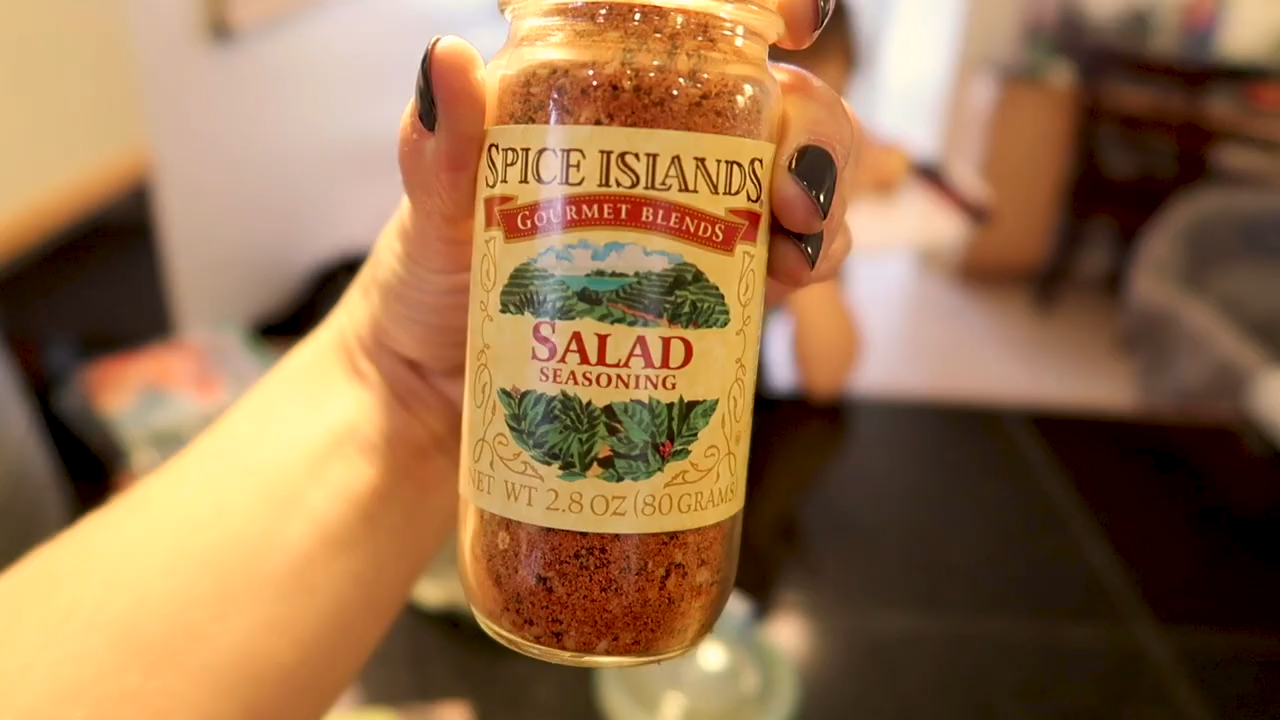 SPICE ISLANDS®
GOURMET BLENDS
SALAD
SEASONING
NET WT 2.8 OZ (80 GRAMS)